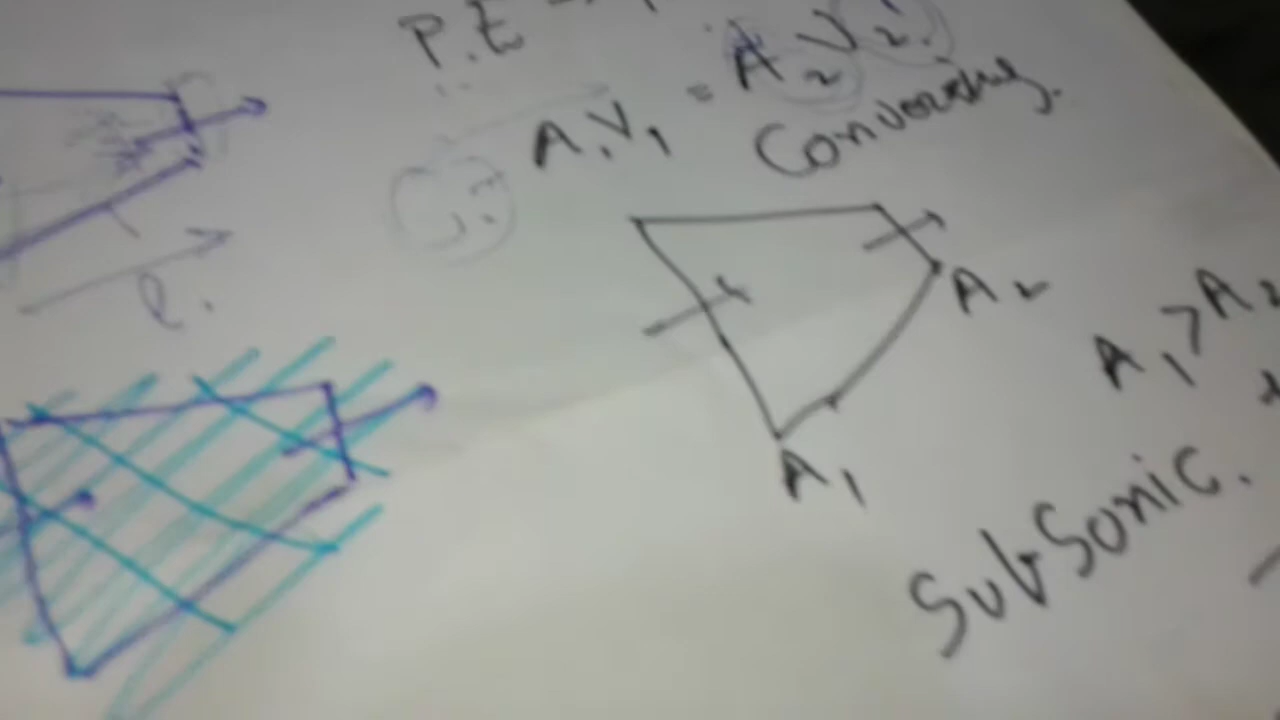 P.E
A₁V₁ = A₂V₂.
Converging.
A₂
A₁ > A₂
A₁
Subsonic.
l.